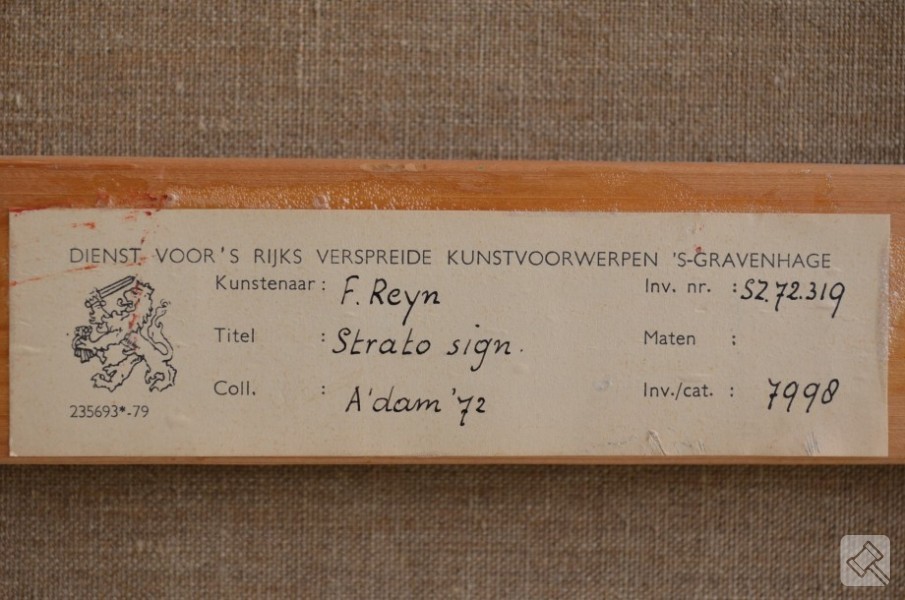 DIENST VOOR'S RIJKS VERSPREIDE KUNSTVOORWERPEN 'S-GRAVENHAGE
Kunstenaar: F. Reyn Inv. nr. : SZ.72.319
Titel : Strato sign. Maten :
Coll. : A'dam '72 Inv./cat. : 7998
235693*-79